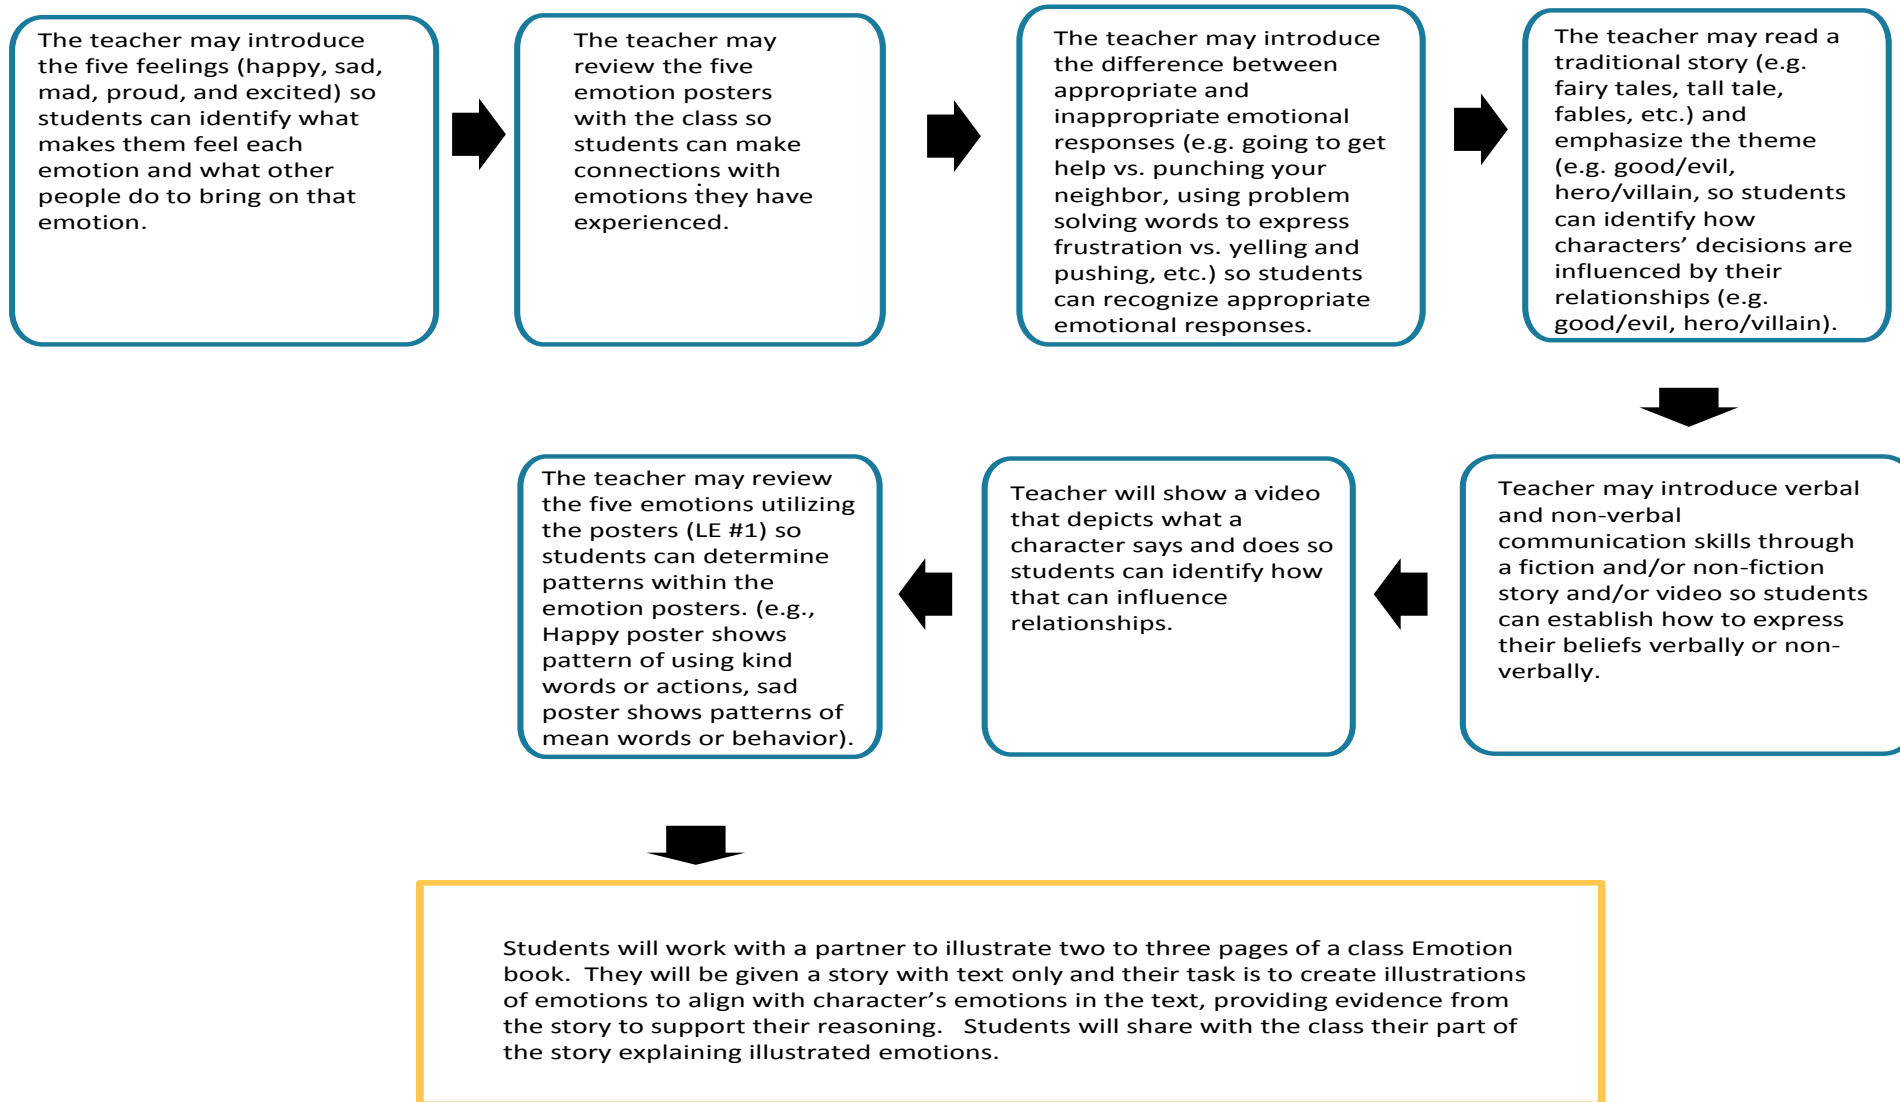 The teacher may introduce
the five feelings (happy, sad,
mad, proud, and excited) so
students can identify what
makes them feel each
emotion and what other
people do to bring on that
emotion.
The teacher may
review the five
emotion posters
with the class so
students can make
connections with
emotions they have
experienced.
.
The teacher may introduce
the difference between
appropriate and
inappropriate emotional
responses (e.g. going to get
help vs. punching your
neighbor, using problem
solving words to express
frustration vs. yelling and
pushing, etc.) so students
can recognize appropriate
emotional responses.
The teacher may read a
traditional story (e.g.
fairy tales, tall tale,
fables, etc.) and
emphasize the theme
(e.g. good/evil,
hero/villain, so students
can identify how
characters’ decisions are
influenced by their
relationships (e.g.
good/evil, hero/villain).
Teacher may introduce verbal
and non-verbal
communication skills through
a fiction and/or non-fiction
story and/or video so students
can establish how to express
their beliefs verbally or non-
verbally.
Teacher will show a video
that depicts what a
character says and does so
students can identify how
that can influence
relationships.
The teacher may review
the five emotions utilizing
the posters (LE #1) so
students can determine
patterns within the
emotion posters. (e.g.,
Happy poster shows
pattern of using kind
words or actions, sad
poster shows patterns of
mean words or behavior).
Students will work with a partner to illustrate two to three pages of a class Emotion
book.  They will be given a story with text only and their task is to create illustrations
of emotions to align with character’s emotions in the text, providing evidence from
the story to support their reasoning.   Students will share with the class their part of
the story explaining illustrated emotions.